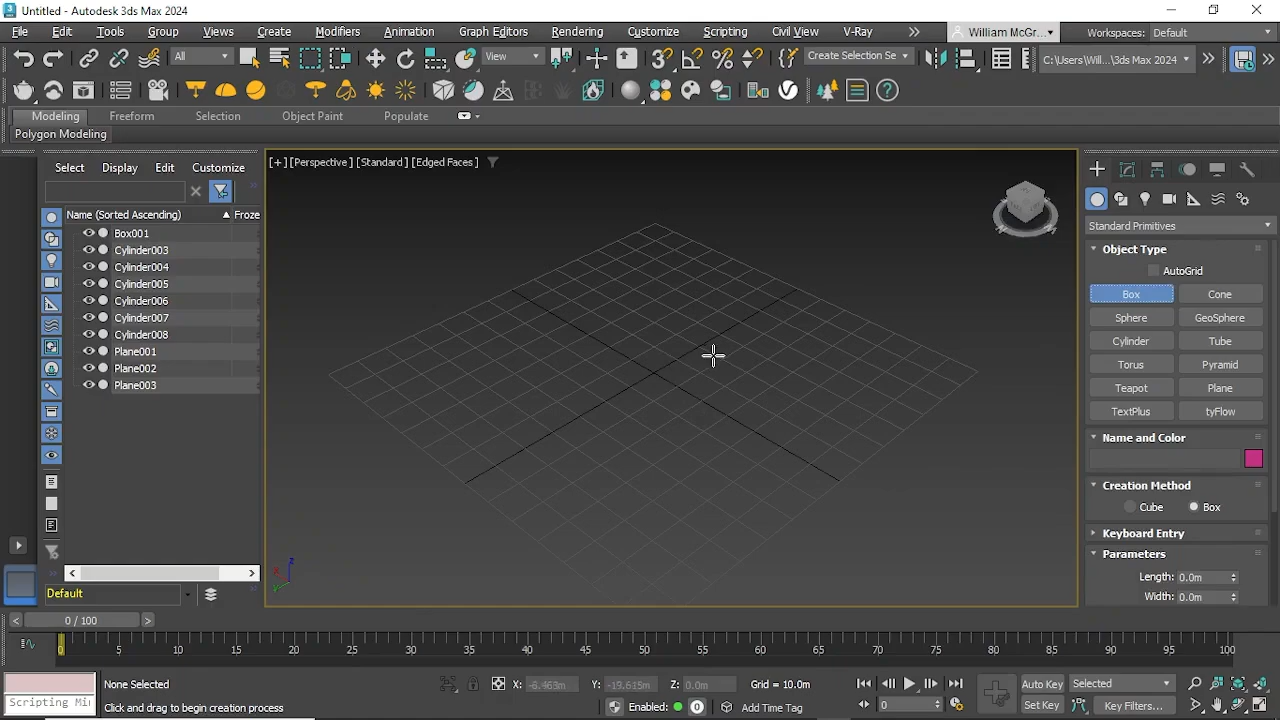 Untitled - Autodesk 3ds Max 2024
File Edit Tools Group Views Create Modifiers Animation Graph Editors Rendering Customize Scripting Civil View V-Ray William McGr... Workspaces: Default
All View Create Selection Se C:\Users\Will...\3ds Max 2024
Modeling Freeform Selection Object Paint Populate
Polygon Modeling
Select Display Edit Customize
[+] [Perspective] [Standard] [Edged Faces]
Name (Sorted Ascending) Froze
Box001
Cylinder003
Cylinder004
Cylinder005
Cylinder006
Cylinder007
Cylinder008
Plane001
Plane002
Plane003
Default
Standard Primitives
Object Type
AutoGrid
Box Cone
Sphere GeoSphere
Cylinder Tube
Torus Pyramid
Teapot Plane
TextPlus tyFlow
Name and Color
Creation Method
Cube Box
Keyboard Entry
Parameters
Length: 0.0m
Width: 0.0m
0 / 100
0 5 10 15 20 25 30 35 40 45 50 55 60 65 70 75 80 85 90 95 100
None Selected X: -6.463m Y: -19.615m Z: 0.0m Grid = 10.0m Auto Key Selected
Scripting Mi Click and drag to begin creation process Enabled: Add Time Tag 0 Set Key Key Filters...